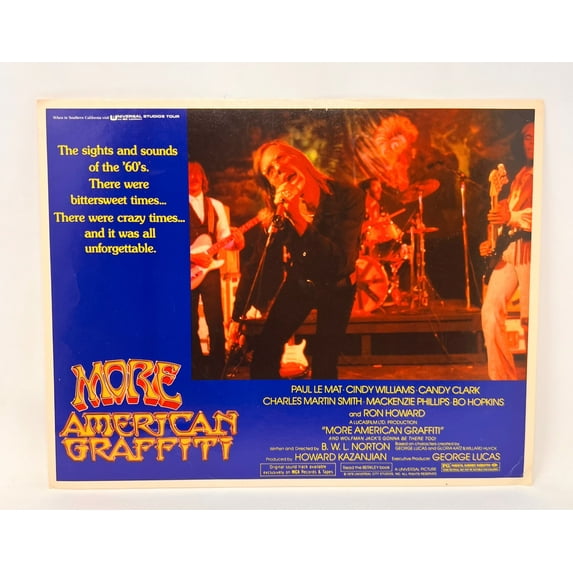 When in Southern California visit UNIVERSAL STUDIOS TOUR
The sights and sounds
of the '60's.
There were
bittersweet times...
There were crazy times...
and it was all
unforgettable.
MORE
AMERICAN
GRAFFITI
PAUL LE MAT · CINDY WILLIAMS · CANDY CLARK
CHARLES MARTIN SMITH · MACKENZIE PHILLIPS · BO HOPKINS
and RON HOWARD
A LUCASFILM LTD. PRODUCTION
"MORE AMERICAN GRAFFITI"
AND WOLFMAN JACK'S GONNA BE THERE TOO!
Written and Directed by B. W. L. NORTON
Based on characters created by
GEORGE LUCAS and GLORIA KATZ & WILLARD HUYCK
Produced by HOWARD KAZANJIAN Executive Producer GEORGE LUCAS
Original sound track available
exclusively on MCA Records & Tapes
Read the BERKLEY book
A UNIVERSAL PICTURE
PG PARENTAL GUIDANCE SUGGESTED